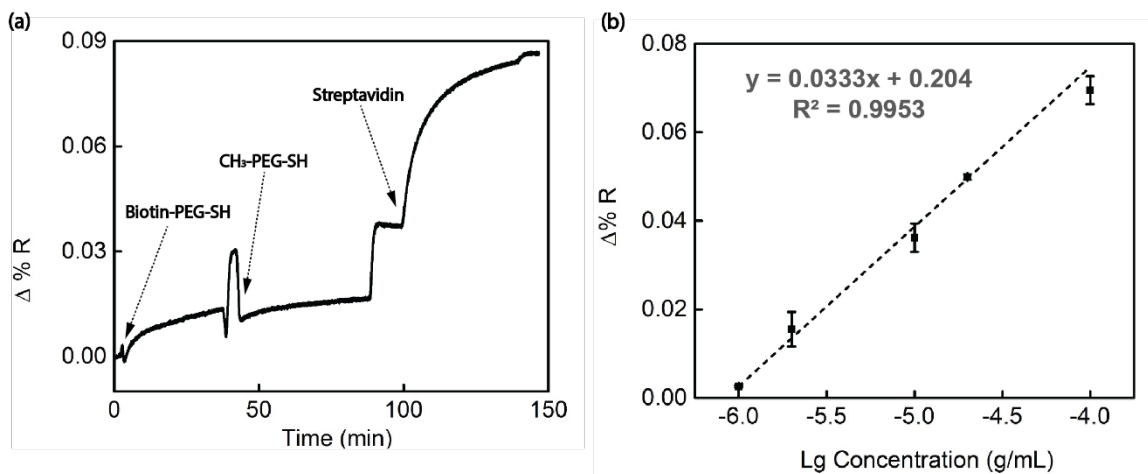 (a)
0.09
0.06
0.03
0.00
Δ % R
Biotin-PEG-SH
CH₃-PEG-SH
Streptavidin
0
50
100
150
Time (min)
(b)
0.08
0.06
0.04
0.02
0.00
Δ% R
y = 0.0333x + 0.204
R² = 0.9953
-6.0
-5.5
-5.0
-4.5
-4.0
Lg Concentration (g/mL)